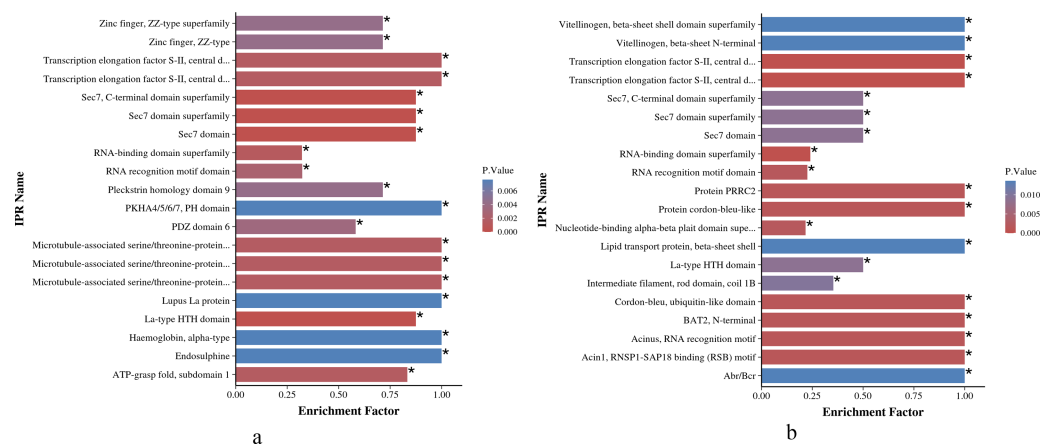 Zinc finger, ZZ-type superfamily
Zinc finger, ZZ-type
Transcription elongation factor S-II, central d...
Transcription elongation factor S-II, central d...
Sec7, C-terminal domain superfamily
Sec7 domain superfamily
Sec7 domain
RNA-binding domain superfamily
RNA recognition motif domain
Pleckstrin homology domain 9
PKHA4/5/6/7, PH domain
PDZ domain 6
Microtubule-associated serine/threonine-protein...
Microtubule-associated serine/threonine-protein...
Microtubule-associated serine/threonine-protein...
Lupus La protein
La-type HTH domain
Haemoglobin, alpha-type
Endosulphine
ATP-grasp fold, subdomain 1
IPR Name
* * * * * * * * * * * * * * * * * * * *
0.00 0.25 0.50 0.75 1.00
Enrichment Factor
P.Value
0.006
0.004
0.002
0.000
a
Vitellinogen, beta-sheet shell domain superfamily
Vitellinogen, beta-sheet N-terminal
Transcription elongation factor S-II, central d...
Transcription elongation factor S-II, central d...
Sec7, C-terminal domain superfamily
Sec7 domain superfamily
Sec7 domain
RNA-binding domain superfamily
RNA recognition motif domain
Protein PRRC2
Protein cordon-bleu-like
Nucleotide-binding alpha-beta plait domain supe...
Lipid transport protein, beta-sheet shell
La-type HTH domain
Intermediate filament, rod domain, coil 1B
Cordon-bleu, ubiquitin-like domain
BAT2, N-terminal
Acinus, RNA recognition motif
Acin1, RNSP1-SAP18 binding (RSB) motif
Abr/Bcr
IPR Name
* * * * * * * * * * * * * * * * * * * *
0.00 0.25 0.50 0.75 1.00
Enrichment Factor
P.Value
0.010
0.005
0.000
b